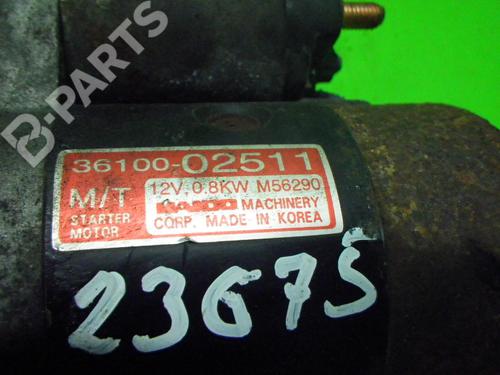 B-PARTS
36100-02511
M/T
STARTER
MOTOR
12V 0.8KW M56290
MACHINERY
CORP. MADE IN KOREA
23675